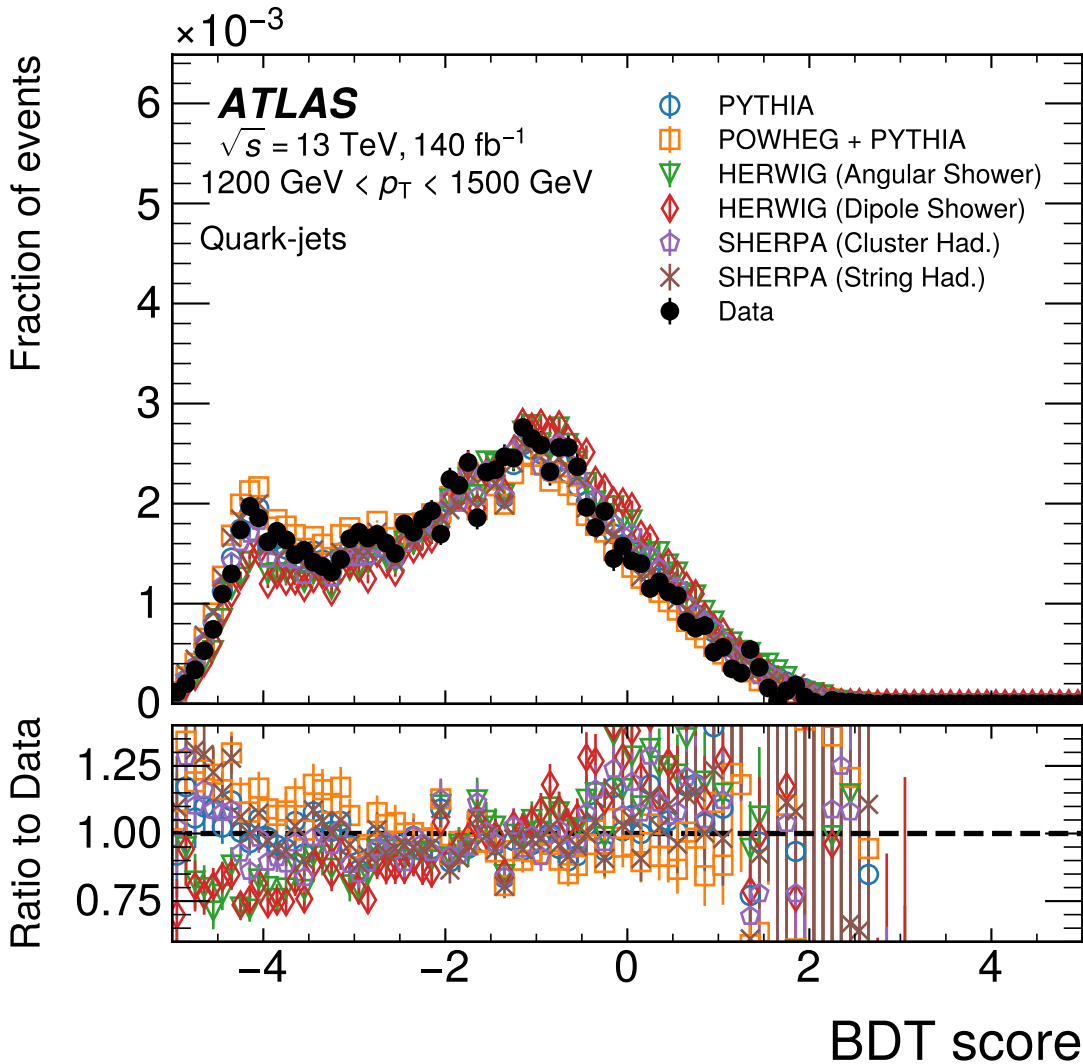 ×10⁻³
Fraction of events
6
5
4
3
2
1
0
ATLAS
√s = 13 TeV, 140 fb⁻¹
1200 GeV < pT < 1500 GeV
Quark-jets
PYTHIA
POWHEG + PYTHIA
HERWIG (Angular Shower)
HERWIG (Dipole Shower)
SHERPA (Cluster Had.)
SHERPA (String Had.)
Data
Ratio to Data
1.25
1.00
0.75
−4 −2 0 2 4
BDT score